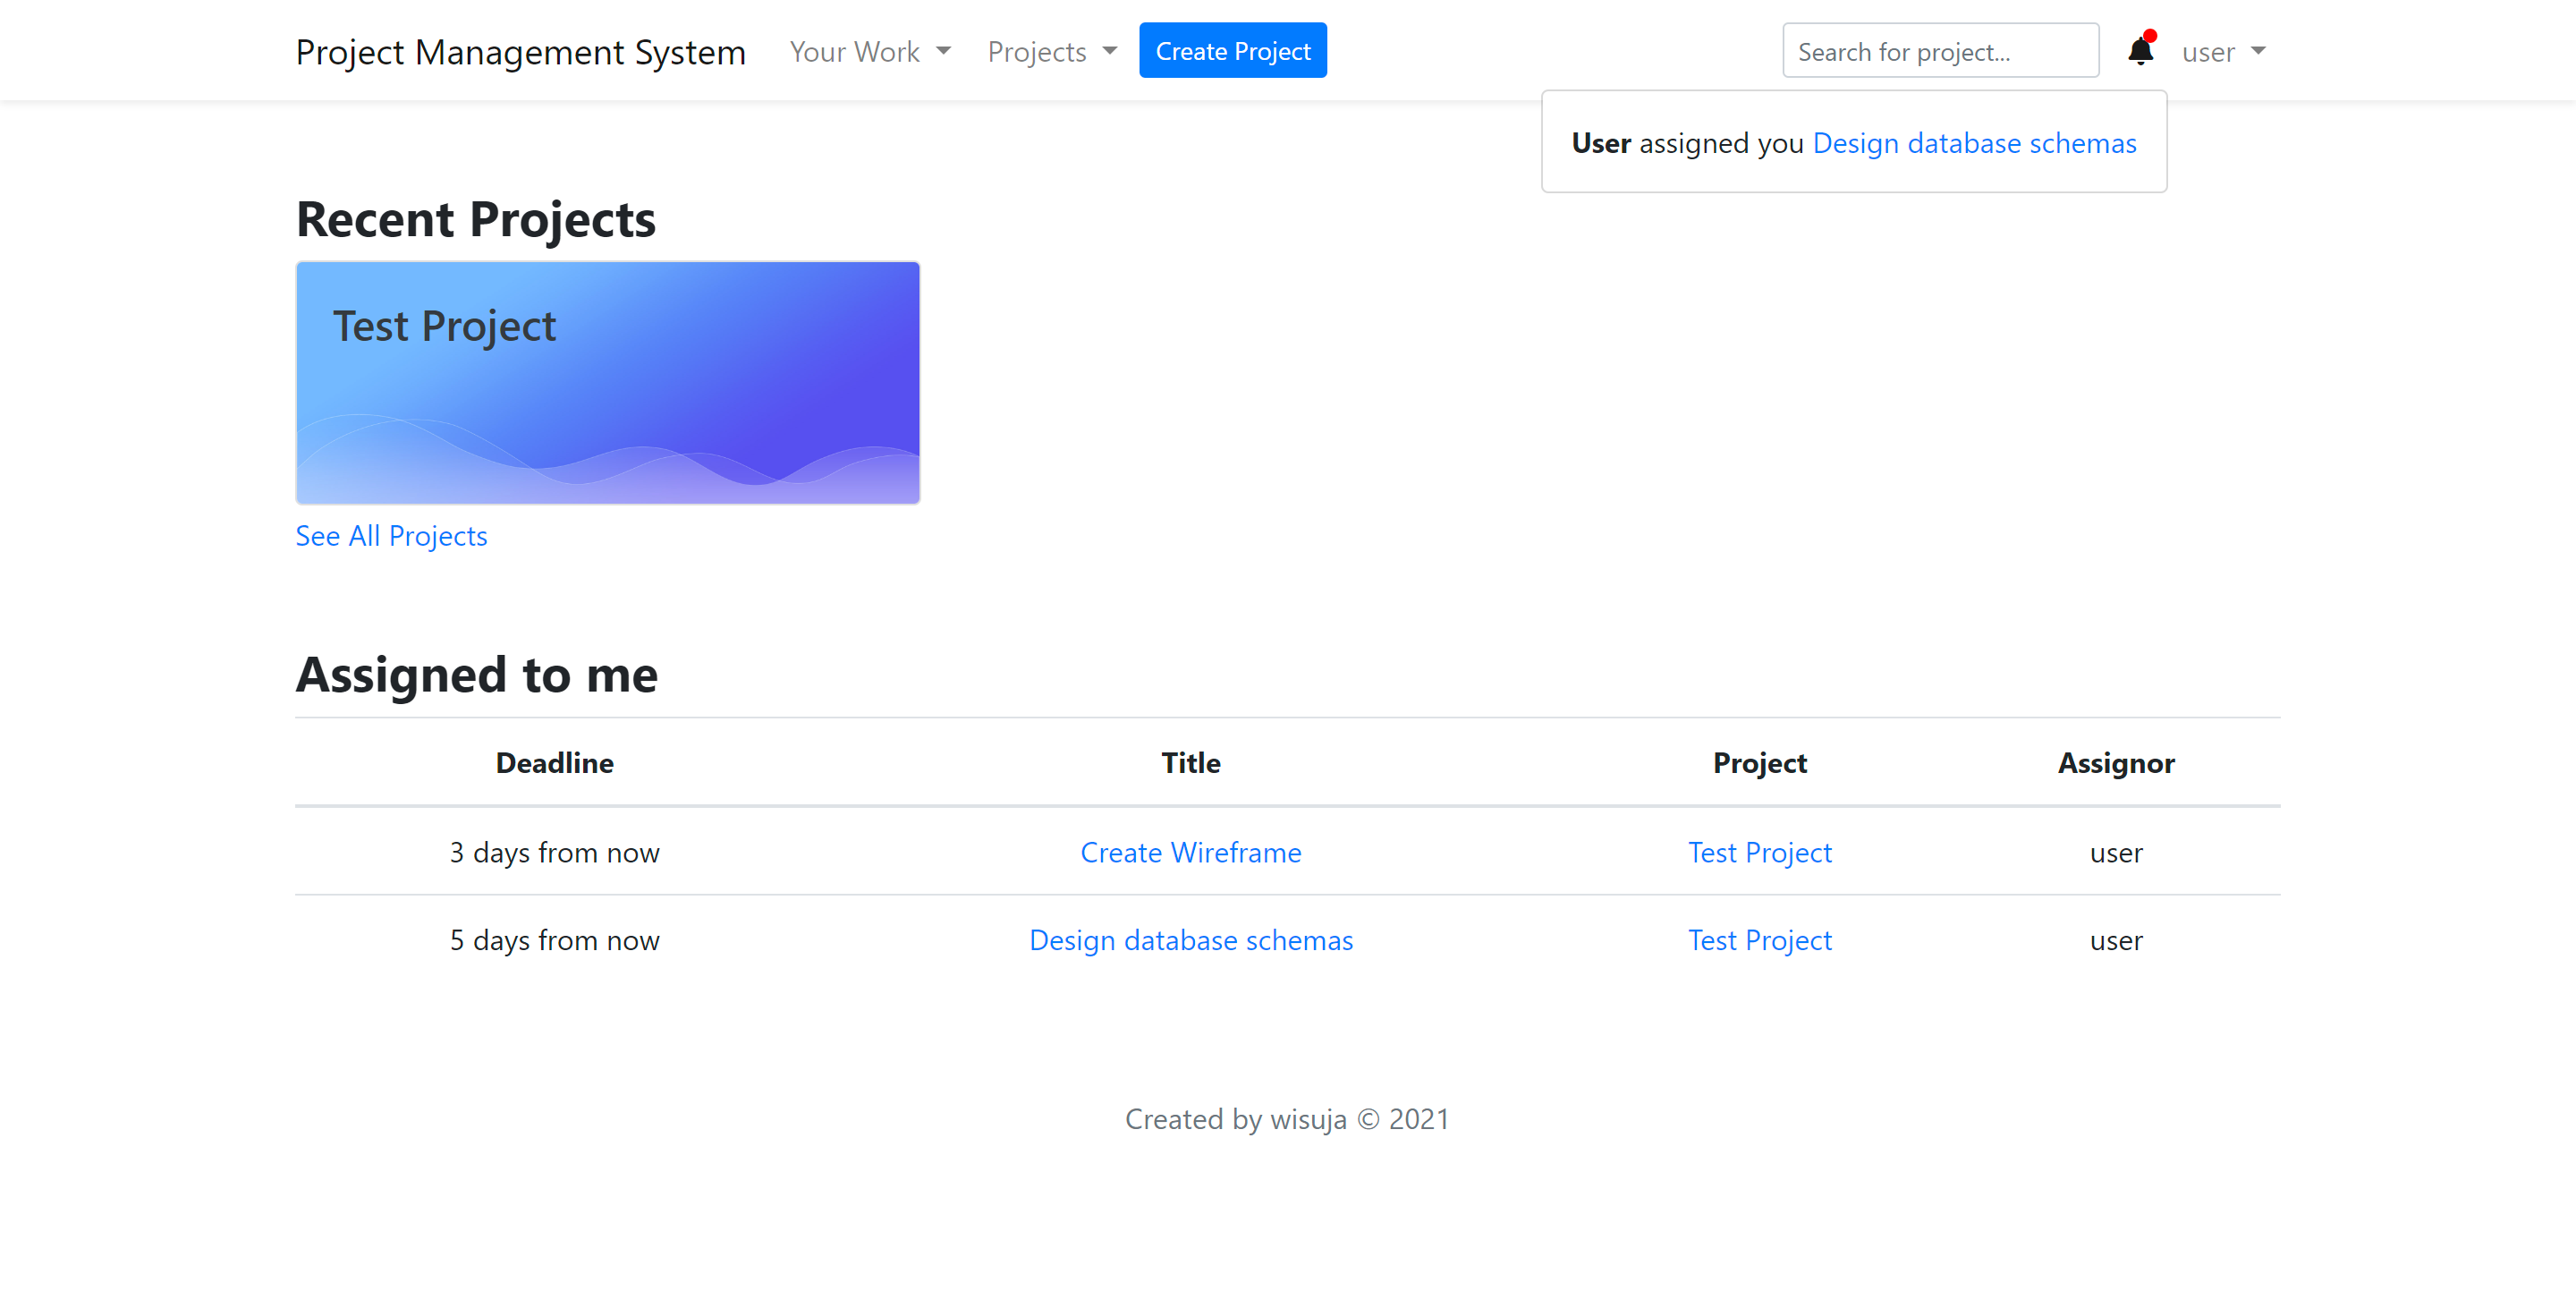 Project Management System Your Work Projects Create Project Search for project... user
User assigned you Design database schemas
Recent Projects
Test Project
See All Projects
Assigned to me
Deadline Title Project Assignor
3 days from now Create Wireframe Test Project user
5 days from now Design database schemas Test Project user
Created by wisuja © 2021